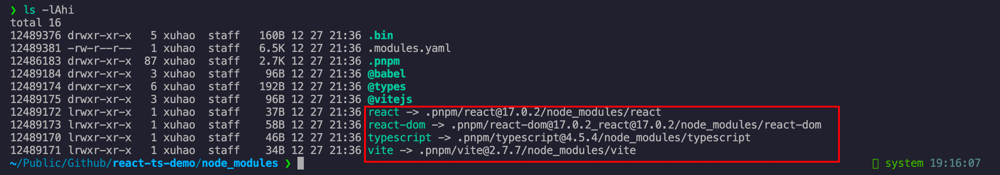 ❯ ls -lAhi
total 16
12489376 drwxr-xr-x   5 xuhao  staff   160B 12 27 21:36 .bin
12489381 -rw-r--r--   1 xuhao  staff   6.5K 12 27 21:36 .modules.yaml
12486183 drwxr-xr-x  87 xuhao  staff   2.7K 12 27 21:36 .pnpm
12489184 drwxr-xr-x   3 xuhao  staff    96B 12 27 21:36 @babel
12489174 drwxr-xr-x   6 xuhao  staff   192B 12 27 21:36 @types
12489175 drwxr-xr-x   3 xuhao  staff    96B 12 27 21:36 @vitejs
12489172 lrwxr-xr-x   1 xuhao  staff    37B 12 27 21:36 react -> .pnpm/react@17.0.2/node_modules/react
12489173 lrwxr-xr-x   1 xuhao  staff    58B 12 27 21:36 react-dom -> .pnpm/react-dom@17.0.2_react@17.0.2/node_modules/react-dom
12489170 lrwxr-xr-x   1 xuhao  staff    46B 12 27 21:36 typescript -> .pnpm/typescript@4.5.4/node_modules/typescript
12489171 lrwxr-xr-x   1 xuhao  staff    34B 12 27 21:36 vite -> .pnpm/vite@2.7.7/node_modules/vite
~/Public/Github/react-ts-demo/node_modules ❯ system 19:16:07